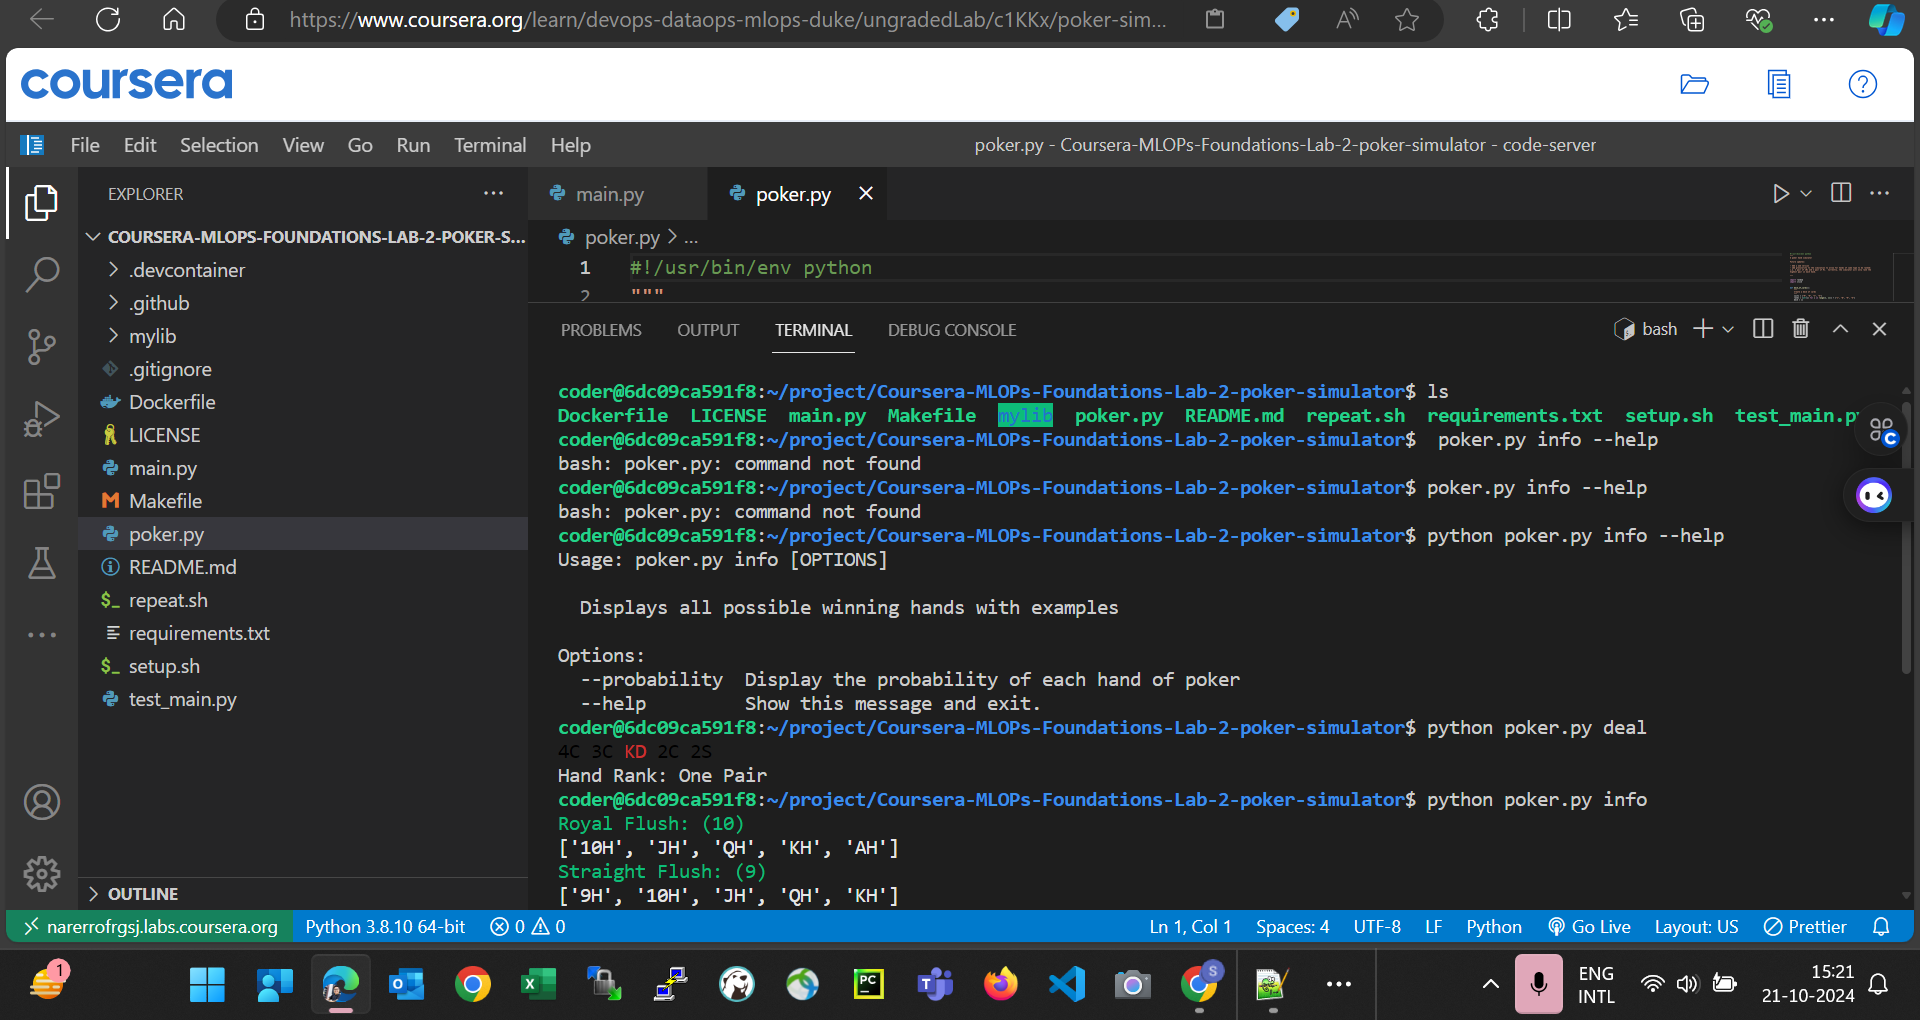 https://www.coursera.org/learn/devops-dataops-mlops-duke/ungradedLab/c1KKx/poker-sim...
coursera
File Edit Selection View Go Run Terminal Help
poker.py - Coursera-MLOPs-Foundations-Lab-2-poker-simulator - code-server
EXPLORER
COURSERA-MLOPS-FOUNDATIONS-LAB-2-POKER-S...
.devcontainer
.github
mylib
.gitignore
Dockerfile
LICENSE
main.py
Makefile
poker.py
README.md
repeat.sh
requirements.txt
setup.sh
test_main.py
OUTLINE
main.py
poker.py
poker.py > ...
1 #!/usr/bin/env python
2 """
PROBLEMS OUTPUT TERMINAL DEBUG CONSOLE
bash
coder@6dc09ca591f8:~/project/Coursera-MLOPs-Foundations-Lab-2-poker-simulator$ ls
Dockerfile LICENSE main.py Makefile mylib poker.py README.md repeat.sh requirements.txt setup.sh test_main.py
coder@6dc09ca591f8:~/project/Coursera-MLOPs-Foundations-Lab-2-poker-simulator$  poker.py info --help
bash: poker.py: command not found
coder@6dc09ca591f8:~/project/Coursera-MLOPs-Foundations-Lab-2-poker-simulator$ poker.py info --help
bash: poker.py: command not found
coder@6dc09ca591f8:~/project/Coursera-MLOPs-Foundations-Lab-2-poker-simulator$ python poker.py info --help
Usage: poker.py info [OPTIONS]
Displays all possible winning hands with examples
Options:
--probability  Display the probability of each hand of poker
--help         Show this message and exit.
coder@6dc09ca591f8:~/project/Coursera-MLOPs-Foundations-Lab-2-poker-simulator$ python poker.py deal
4C 3C KD 2C 2S
Hand Rank: One Pair
coder@6dc09ca591f8:~/project/Coursera-MLOPs-Foundations-Lab-2-poker-simulator$ python poker.py info
Royal Flush: (10)
['10H', 'JH', 'QH', 'KH', 'AH']
Straight Flush: (9)
['9H', '10H', 'JH', 'QH', 'KH']
narerrofrgsj.labs.coursera.org Python 3.8.10 64-bit 0 0 Ln 1, Col 1 Spaces: 4 UTF-8 LF Python Go Live Layout: US Prettier
1
ENG
INTL
15:21
21-10-2024